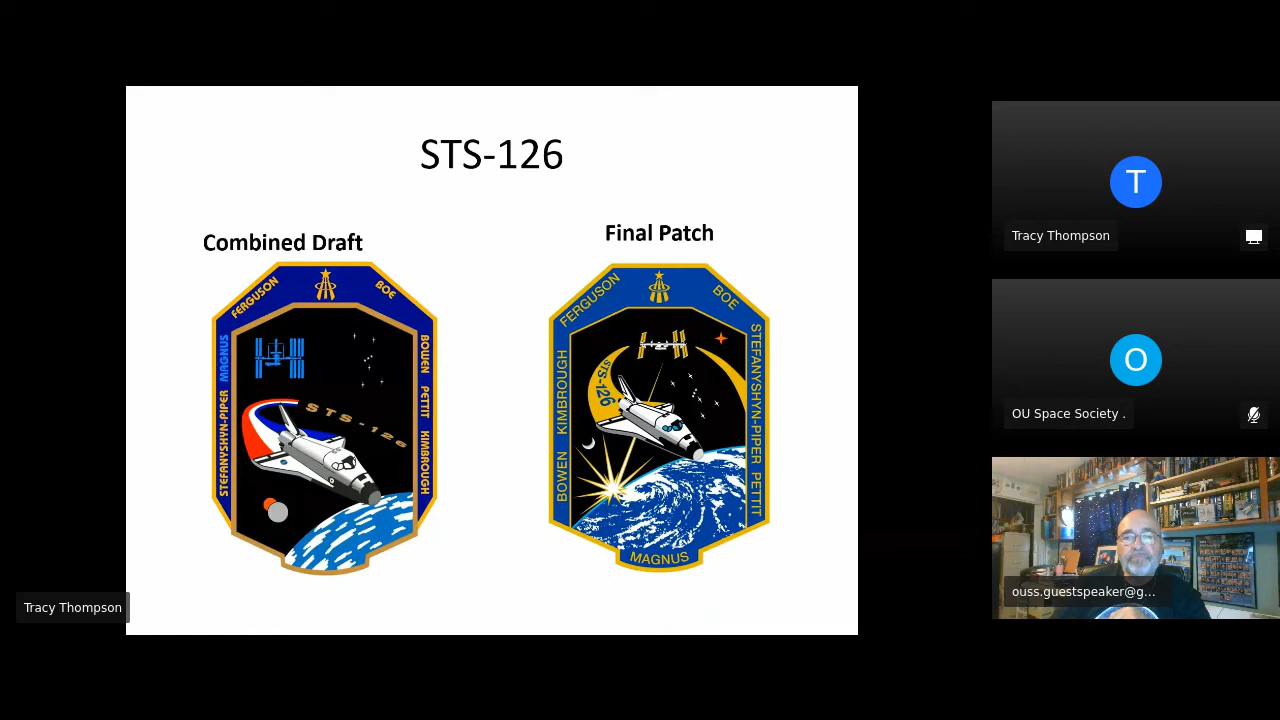 STS-126
Combined Draft
Final Patch
FERGUSON
BOE
MAGNUS
STEFANYSHYN-PIPER
BOWEN PETTIT KIMBROUGH
STS-126
FERGUSON
BOE
BOWEN KIMBROUGH
STEFANYSHYN-PIPER PETTIT
STS-126
MAGNUS
Tracy Thompson
T
Tracy Thompson
O
OU Space Society .
ouss.guestspeaker@g...